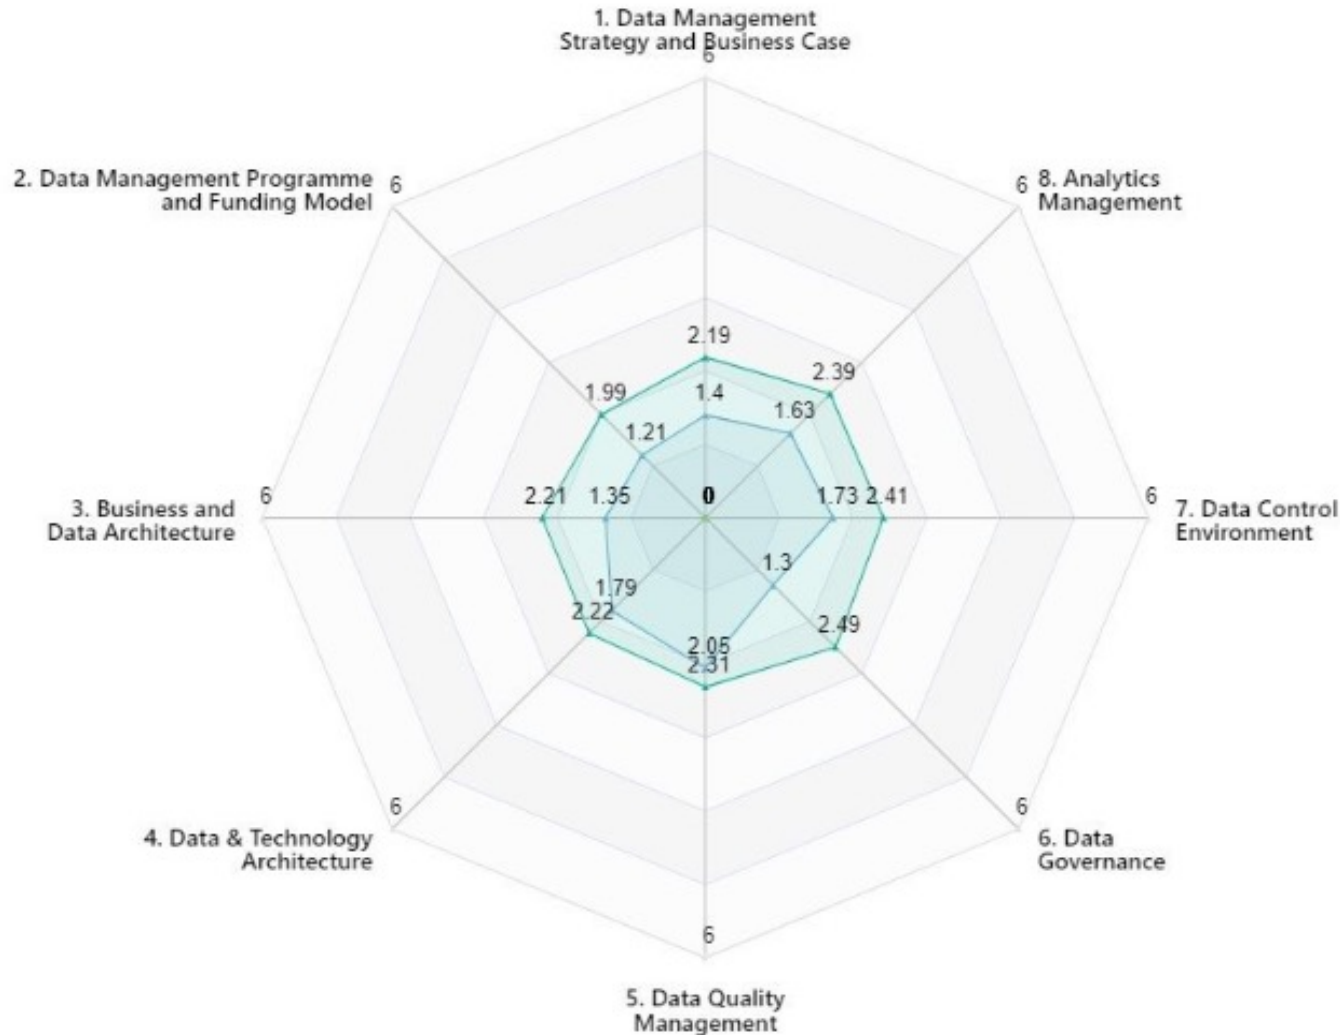 1. Data Management
Strategy and Business Case
6
2. Data Management Programme
and Funding Model
6
6
8. Analytics
Management
2.19
2.39
1.99
1.4
1.63
1.21
3. Business and
Data Architecture
6
2.21
1.35
0
1.73
2.41
6
7. Data Control
Environment
1.3
1.79
2.22
2.49
2.05
2.31
4. Data & Technology
Architecture
6
6
6. Data
Governance
6
5. Data Quality
Management